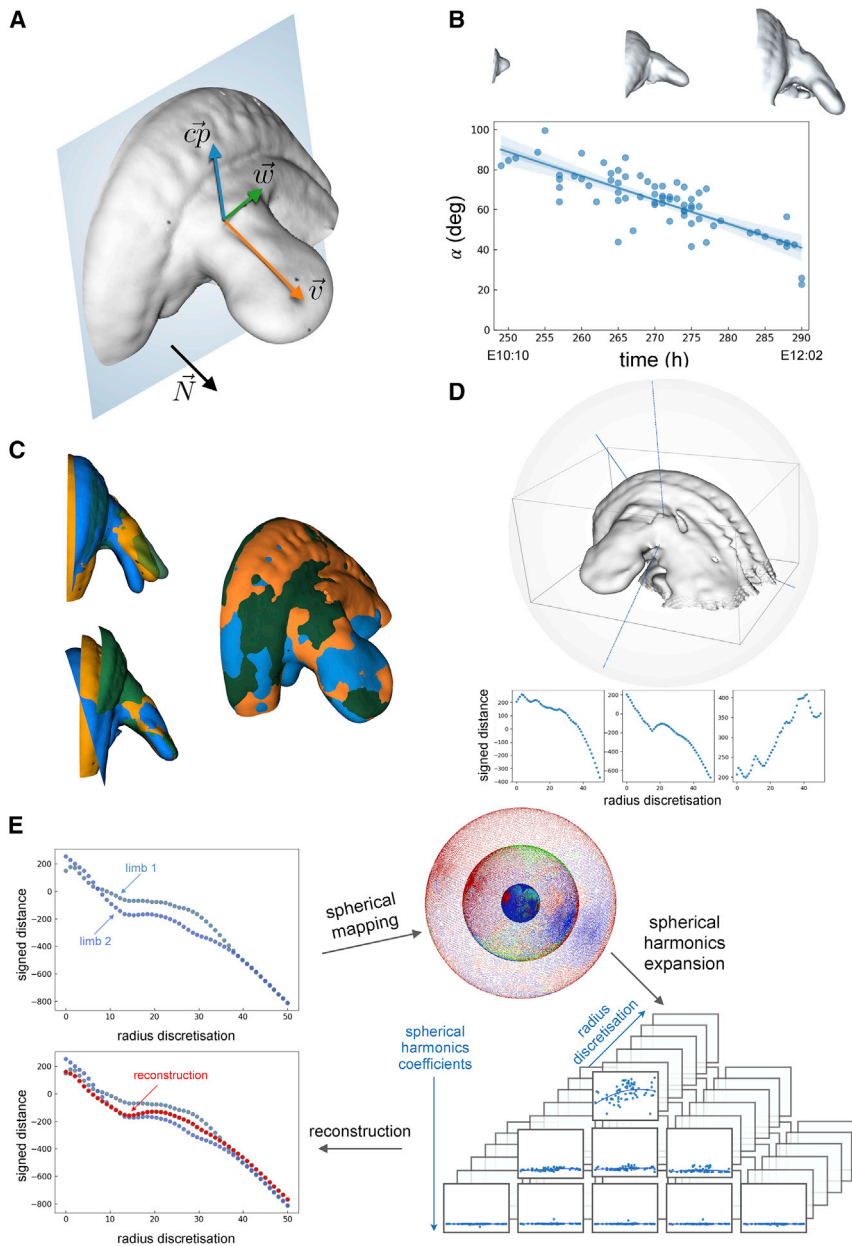 A
c⃗p
w⃗
v⃗
N⃗
B
100
80
60
40
20
0
α (deg)
250 255 260 265 270 275 280 285 290
E10:10 time (h) E12:02
C
D
signed distance
200
100
0
-100
-200
-300
-400
0 20 40
200
0
-200
-400
-600
0 20 40
400
350
300
250
200
0 20 40
radius discretisation
E
200
0
-200
-400
-600
-800
signed distance
limb 1
limb 2
0 10 20 30 40 50
radius discretisation
spherical
mapping
spherical
harmonics
expansion
radius
discretisation
spherical
harmonics
coefficients
reconstruction
200
0
-200
-400
-600
-800
signed distance
reconstruction
0 10 20 30 40 50
radius discretisation